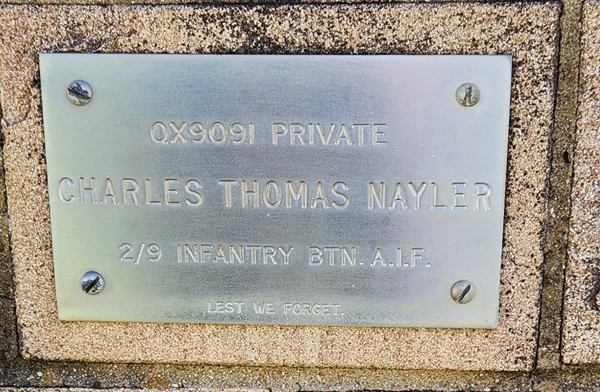 QX9091 PRIVATE
CHARLES THOMAS NAYLER
2/9 INFANTRY BTN. A.I.F.
LEST WE FORGET.